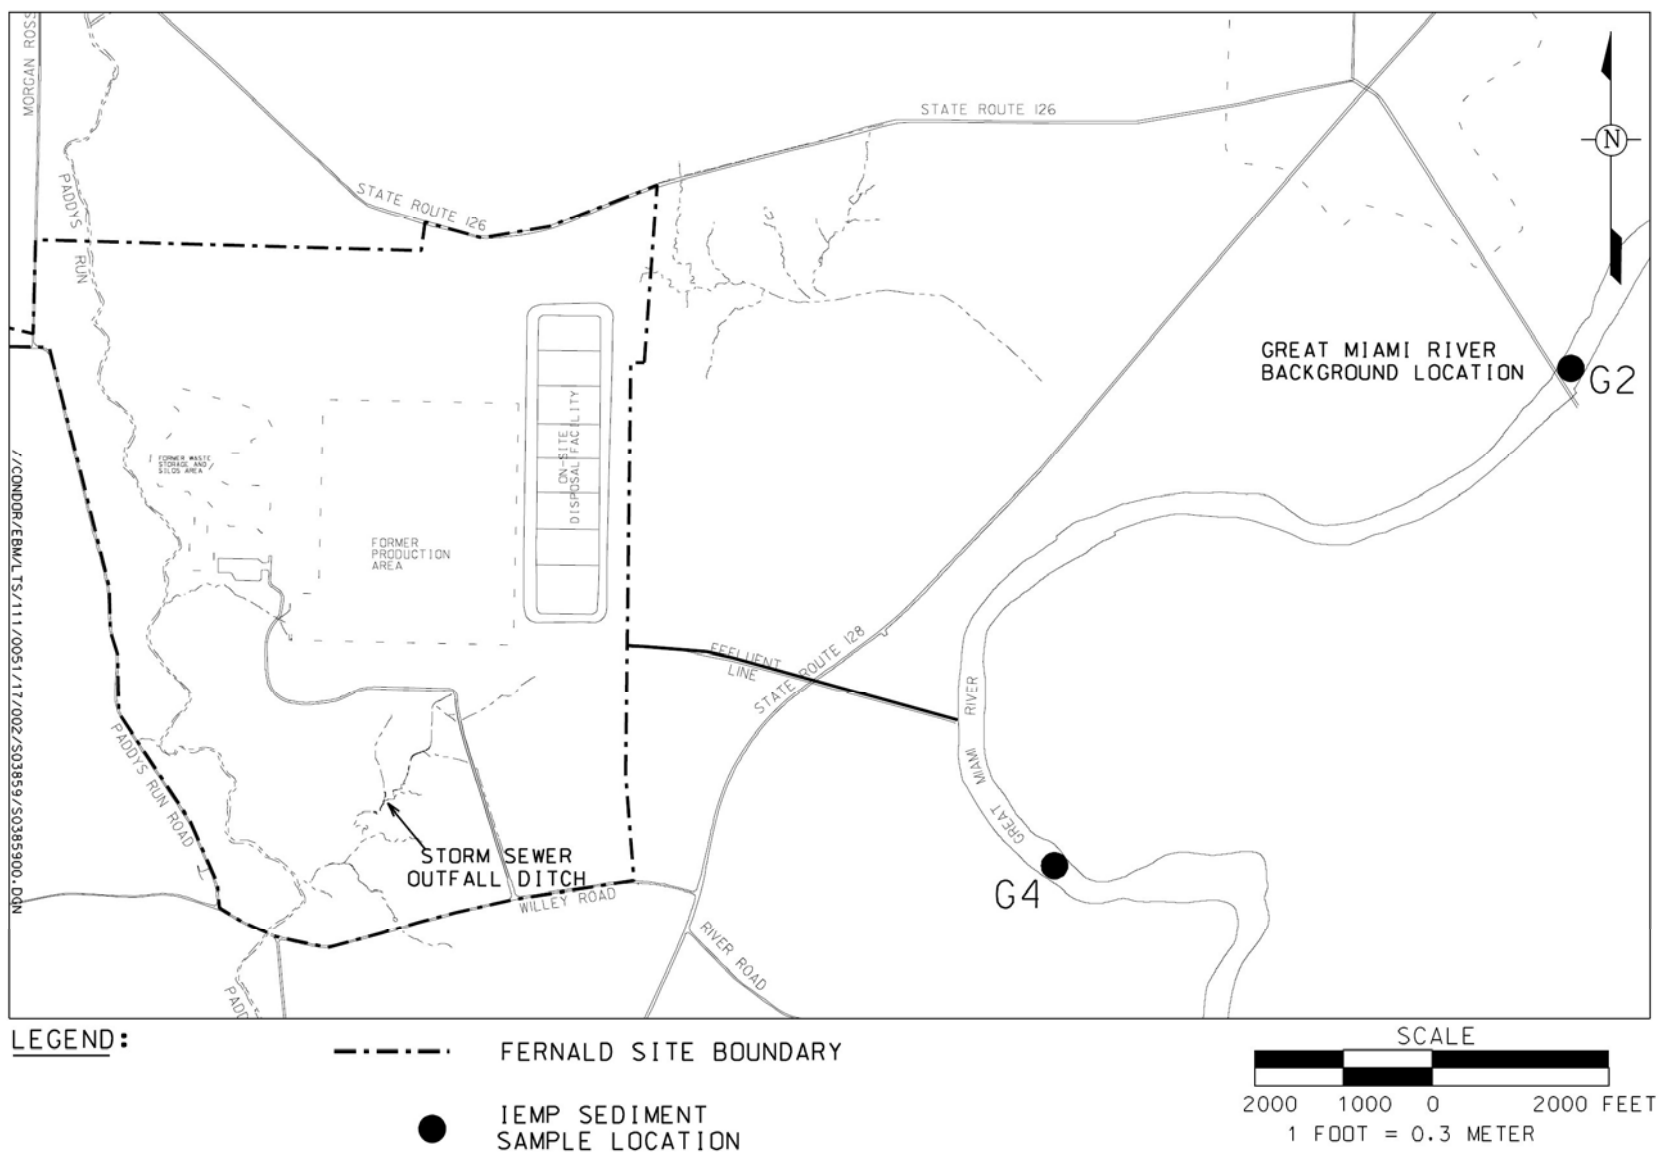 MORGAN ROSS
STATE ROUTE 126
N
PADDYS
RUN
STATE ROUTE 126
GREAT MIAMI RIVER
BACKGROUND LOCATION
G2
ON-SITE
DISPOSAL FACILITY
FORMER WASTE
STORAGE AND
SILOS AREA
//CONDOR/EBM/LTS/111/0051/17/002/S03859/S0385900.DGN
FORMER
PRODUCTION
AREA
EFFLUENT
LINE
STATE ROUTE 128
GREAT MIAMI RIVER
PADDYS RUN ROAD
STORM SEWER
OUTFALL DITCH
G4
WILLEY ROAD
RIVER ROAD
PADD
LEGEND:
FERNALD SITE BOUNDARY
IEMP SEDIMENT
SAMPLE LOCATION
SCALE
2000 1000 0 2000 FEET
1 FOOT = 0.3 METER